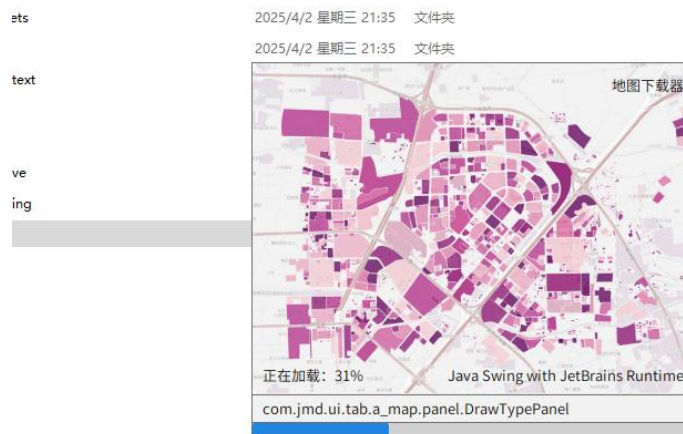 ets
2025/4/2 星期三 21:35 文件夹
2025/4/2 星期三 21:35 文件夹
text
地图下载器
ve
ing
正在加载：31% Java Swing with JetBrains Runtime
com.jmd.ui.tab.a_map.panel.DrawTypePanel